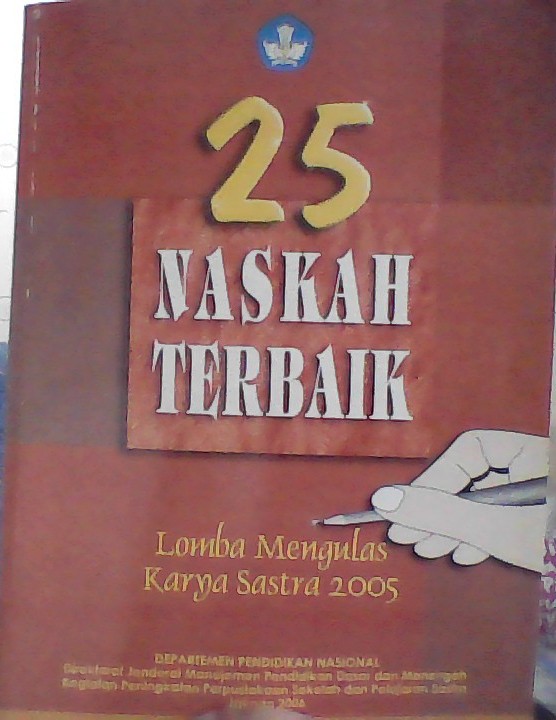 25
NASKAH
TERBAIK
Lomba Mengulas
Karya Sastra 2005
DEPARTEMEN PENDIDIKAN NASIONAL
Direktorat Jenderal Manajemen Pendidikan Dasar dan Menengah
Kegiatan Peningkatan Perpustakaan Sekolah dan Pelajaran Sastra
Jakarta 2006